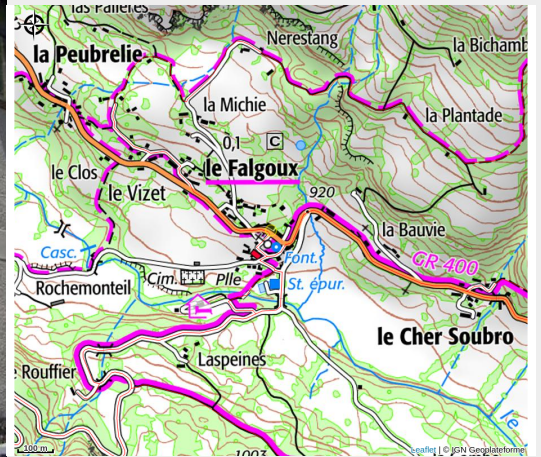 las Fallères
Nerestang
la Peubrelie
la Bichamb
la Michie
la Plantade
0,1 C
le Falgoux
le Clos
le Vizet
920
la Bauvie
Casc.
Font.
GR 400
Cim.
Plle
St. épur.
Rochemonteil
le Cher Soubro
Laspeines
e Rouffier
l'e
1003
100 m
Leaflet | © IGN Geoplateforme